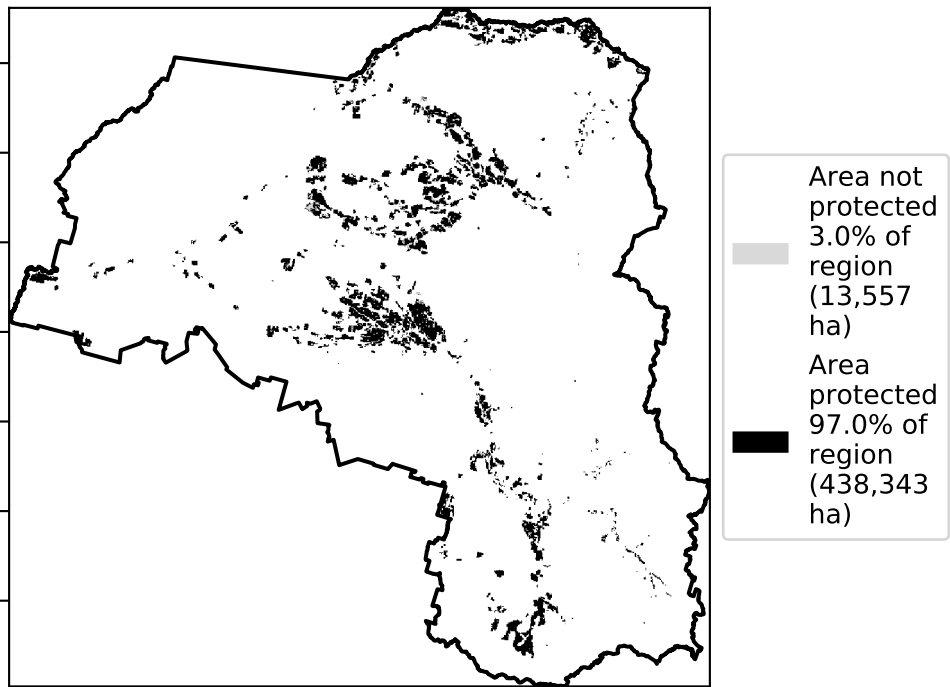 Area not
protected
3.0% of
region
(13,557
ha)
Area
protected
97.0% of
region
(438,343
ha)